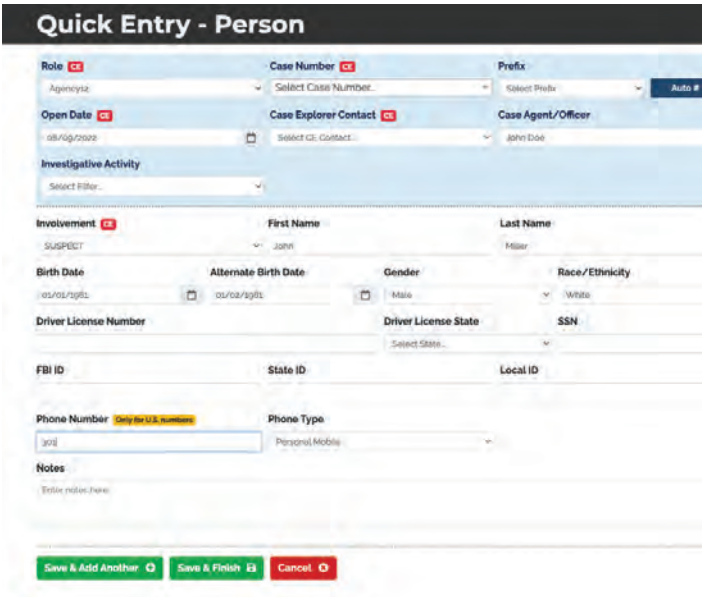 Quick Entry - Person
Role CE Case Number CE Prefix
Agency12 Select Case Number... Select Prefix Auto #
Open Date CE Case Explorer Contact CE Case Agent/Officer
08/09/2022 Select CE Contact... John Doe
Investigative Activity
Select Filter...
Involvement CE First Name Last Name
SUSPECT John Miller
Birth Date Alternate Birth Date Gender Race/Ethnicity
01/01/1981 01/02/1981 Male White
Driver License Number Driver License State SSN
Select State...
FBI ID State ID Local ID
Phone Number Only for U.S. numbers Phone Type
301 Personal Mobile
Notes
Enter notes here
Save & Add Another Save & Finish Cancel